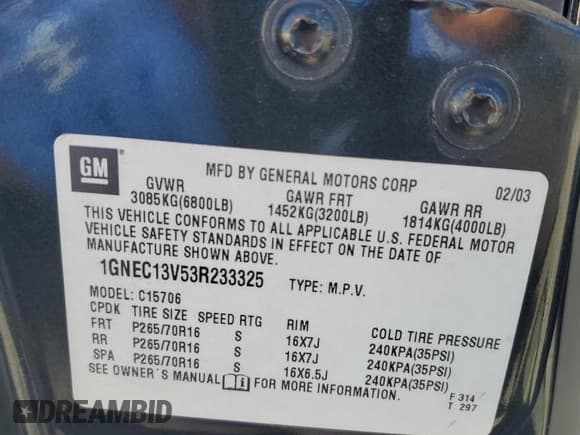 GM
MFD BY GENERAL MOTORS CORP 02/03
GVWR GAWR FRT GAWR RR
3085KG(6800LB) 1452KG(3200LB) 1814KG(4000LB)
THIS VEHICLE CONFORMS TO ALL APPLICABLE U.S. FEDERAL MOTOR
VEHICLE SAFETY STANDARDS IN EFFECT ON THE DATE OF
MANUFACTURE SHOWN ABOVE.
1GNEC13V53R233325 TYPE: M.P.V.
MODEL: C15706
CPDK TIRE SIZE SPEED RTG RIM COLD TIRE PRESSURE
FRT P265/70R16 S 16X7J 240KPA(35PSI)
RR P265/70R16 S 16X7J 240KPA(35PSI)
SPA P265/70R16 S 16X6.5J 240KPA(35PSI)
SEE OWNER'S MANUAL FOR MORE INFORMATION.
F 314
T 297
DREAMBID